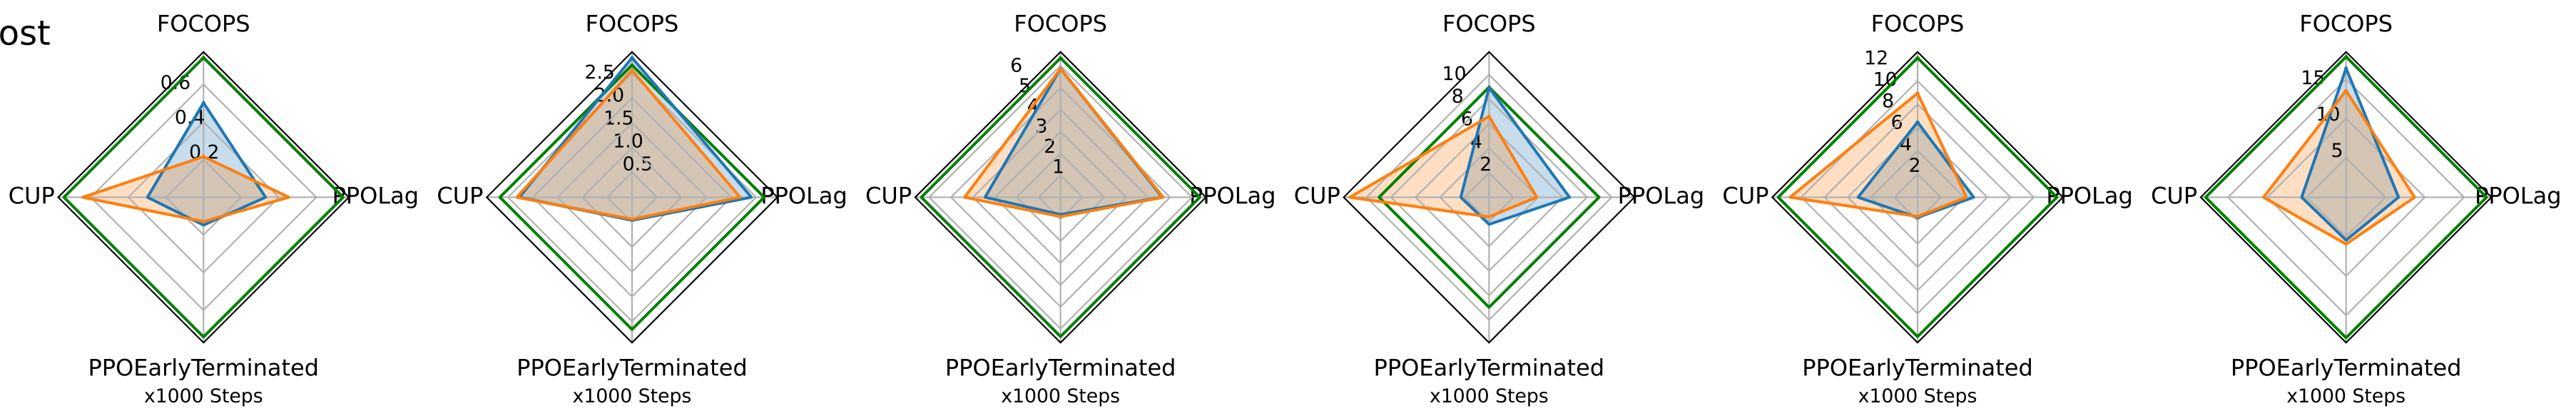 ost
FOCOPS
0.6
0.4
0.2
CUP
PPOLag
PPOEarlyTerminated
x1000 Steps
FOCOPS
2.5
2.0
1.5
1.0
0.5
CUP
PPOLag
PPOEarlyTerminated
x1000 Steps
FOCOPS
6
5
4
3
2
1
CUP
PPOLag
PPOEarlyTerminated
x1000 Steps
FOCOPS
10
8
6
4
2
CUP
PPOLag
PPOEarlyTerminated
x1000 Steps
FOCOPS
12
10
8
6
4
2
CUP
PPOLag
PPOEarlyTerminated
x1000 Steps
FOCOPS
15
10
5
CUP
PPOLag
PPOEarlyTerminated
x1000 Steps